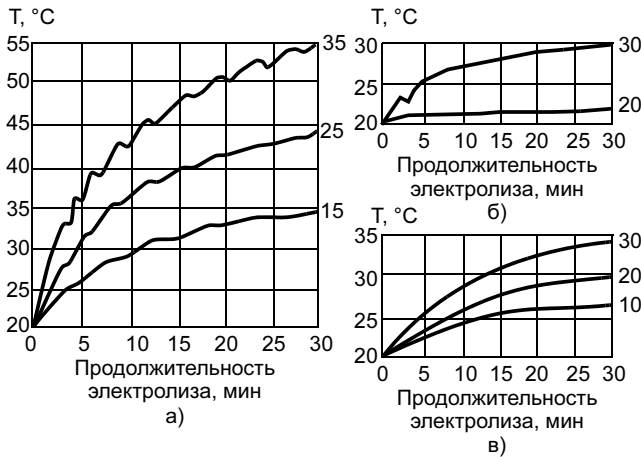 T, °C
55
50
45
40
35
30
25
20
0 5 10 15 20 25 30
35
25
15
Продолжительность
электролиза, мин
а)
T, °C
30
25
20
0 5 10 15 20 25 30
30
20
Продолжительность
электролиза, мин
б)
T, °C
35
30
25
20
0 5 10 15 20 25 30
30
20
10
Продолжительность
электролиза, мин
в)